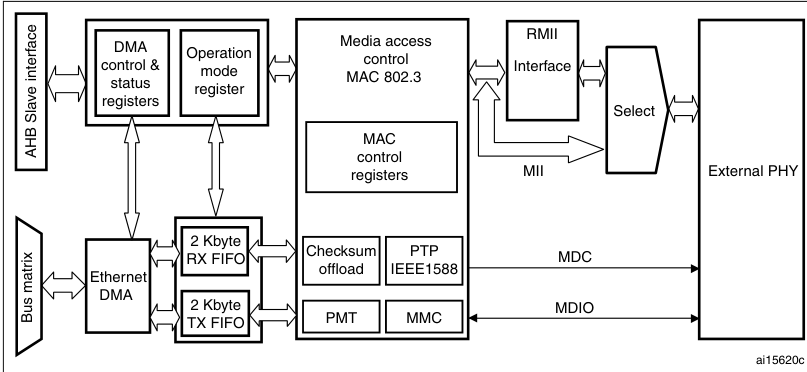 AHB Slave interface
DMA
control &
status
registers
Operation
mode
register
Media access
control
MAC 802.3
RMII
Interface
Select
External PHY
MAC
control
registers
MII
Bus matrix
Ethernet
DMA
2 Kbyte
RX FIFO
2 Kbyte
TX FIFO
Checksum
offload
PTP
IEEE1588
PMT
MMC
MDC
MDIO
ai15620c